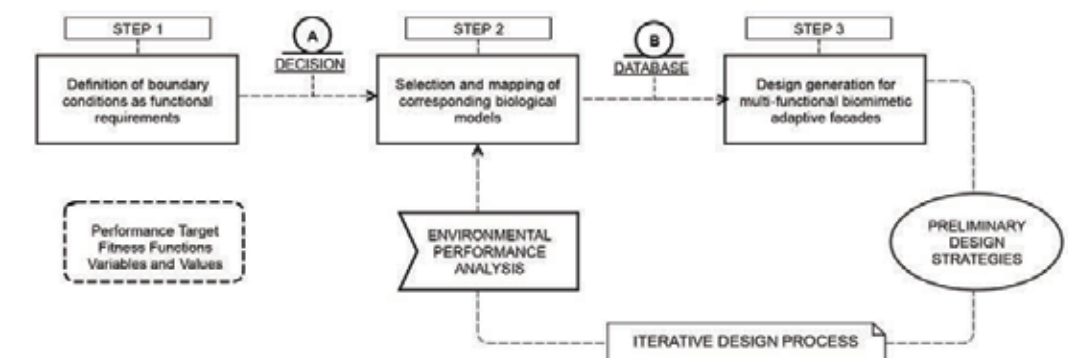 STEP 1
Definition of boundary
conditions as functional
requirements
A
DECISION
STEP 2
Selection and mapping of
corresponding biological
models
B
DATABASE
STEP 3
Design generation for
multi-functional biomimetic
adaptive facades
Performance Target
Fitness Functions
Variables and Values
ENVIRONMENTAL
PERFORMANCE
ANALYSIS
PRELIMINARY
DESIGN
STRATEGIES
ITERATIVE DESIGN PROCESS